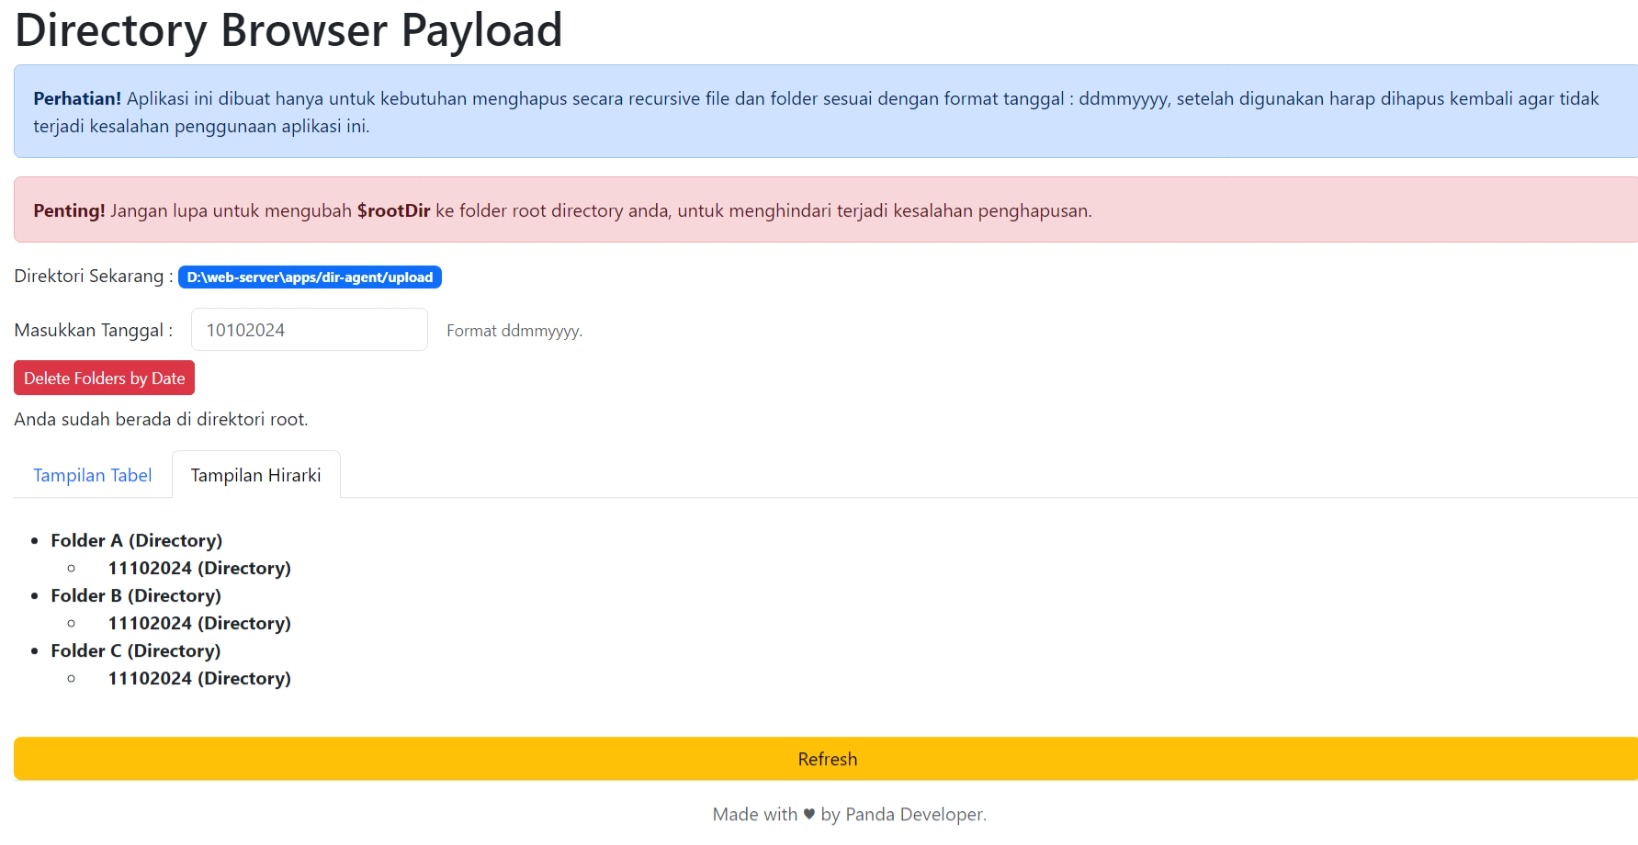 Directory Browser Payload
Perhatian! Aplikasi ini dibuat hanya untuk kebutuhan menghapus secara recursive file dan folder sesuai dengan format tanggal : ddmmyyyy, setelah digunakan harap dihapus kembali agar tidak
terjadi kesalahan penggunaan aplikasi ini.
Penting! Jangan lupa untuk mengubah $rootDir ke folder root directory anda, untuk menghindari terjadi kesalahan penghapusan.
Direktori Sekarang : D:\web-server\apps/dir-agent/upload
Masukkan Tanggal : 10102024 Format ddmmyyyy.
Delete Folders by Date
Anda sudah berada di direktori root.
Tampilan Tabel Tampilan Hirarki
Folder A (Directory)
11102024 (Directory)
Folder B (Directory)
11102024 (Directory)
Folder C (Directory)
11102024 (Directory)
Refresh
Made with ♥ by Panda Developer.